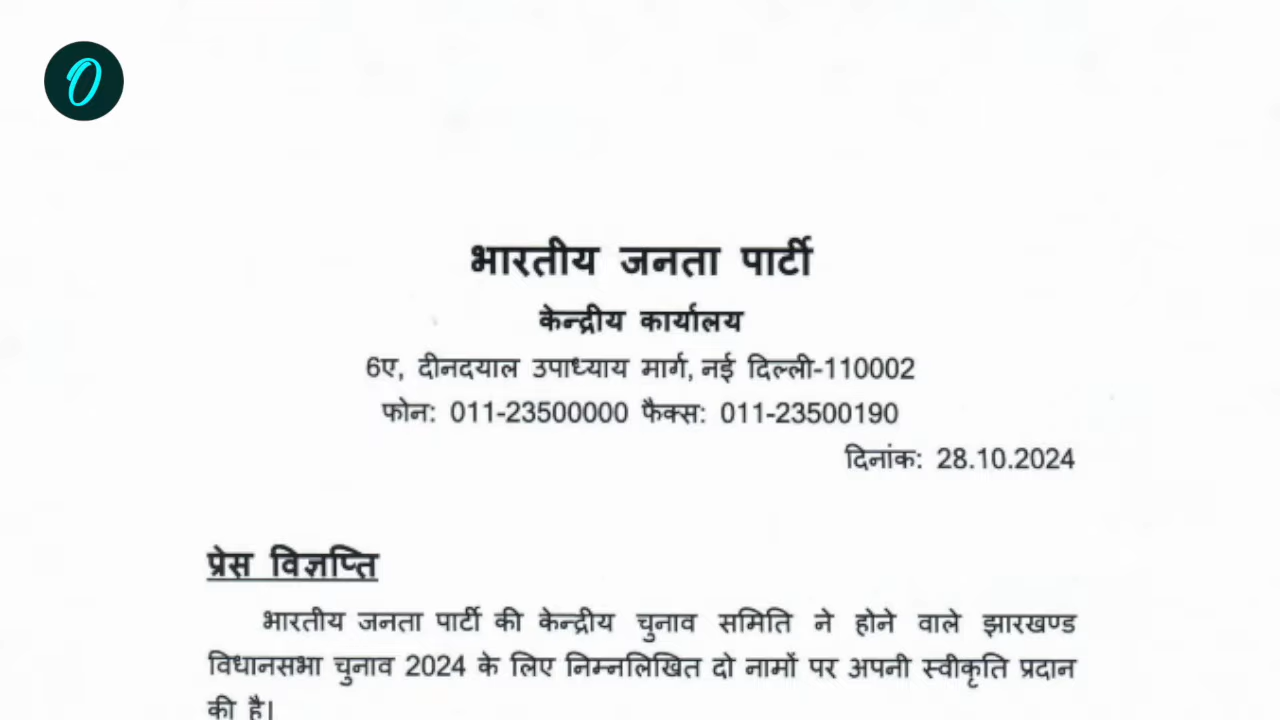 O
भारतीय जनता पार्टी
केन्द्रीय कार्यालय
6ए, दीनदयाल उपाध्याय मार्ग, नई दिल्ली-110002
फोन: 011-23500000 फैक्स: 011-23500190
दिनांक: 28.10.2024
प्रेस विज्ञप्ति
भारतीय जनता पार्टी की केन्द्रीय चुनाव समिति ने होने वाले झारखण्ड
विधानसभा चुनाव 2024 के लिए निम्नलिखित दो नामों पर अपनी स्वीकृति प्रदान
की है।